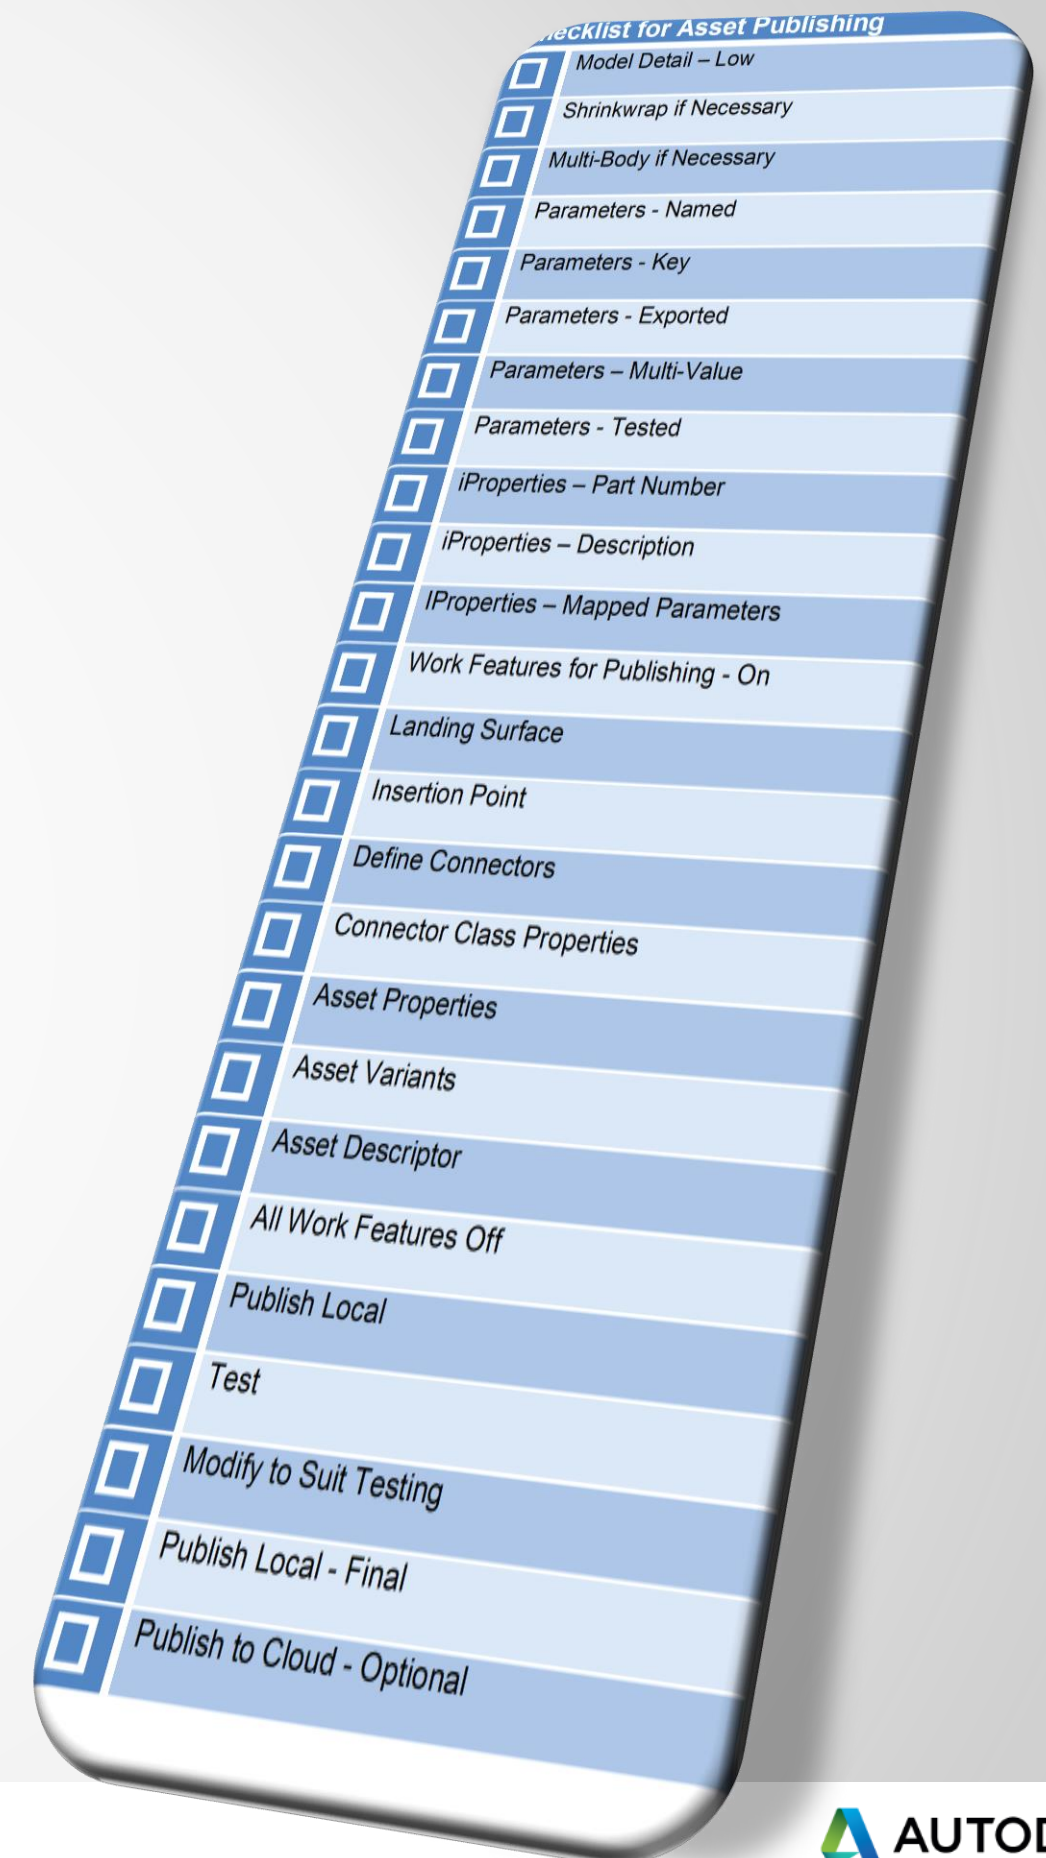 ecklist for Asset Publishing
Model Detail – Low
Shrinkwrap if Necessary
Multi-Body if Necessary
Parameters - Named
Parameters - Key
Parameters - Exported
Parameters – Multi-Value
Parameters - Tested
iProperties – Part Number
iProperties – Description
IProperties – Mapped Parameters
Work Features for Publishing - On
Landing Surface
Insertion Point
Define Connectors
Connector Class Properties
Asset Properties
Asset Variants
Asset Descriptor
All Work Features Off
Publish Local
Test
Modify to Suit Testing
Publish Local - Final
Publish to Cloud - Optional
AUTOD